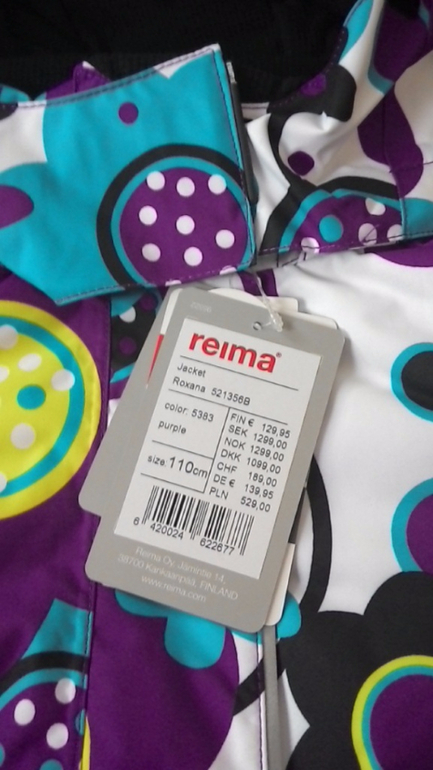 reima®
Jacket
Roxana 521356B
color: 5383
purple
size: 110cm
FIN € 129,95
SEK 1299,00
NOK 1299,00
DKK 1099,00
CHF 169,00
DE € 139,95
PLN 529,00
6 420024 622677
Reima Oy, Jämintie 14,
38700 Kankaanpää, FINLAND
www.reima.com